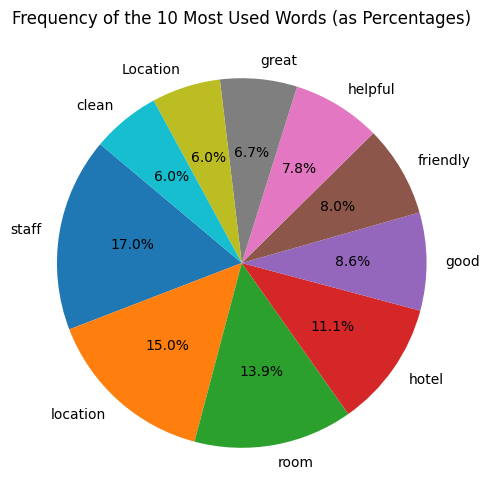 Frequency of the 10 Most Used Words (as Percentages)
great
Location
helpful
clean
friendly
6.7%
6.0%
7.8%
6.0%
8.0%
staff
17.0%
8.6%
good
11.1%
15.0%
13.9%
hotel
location
room